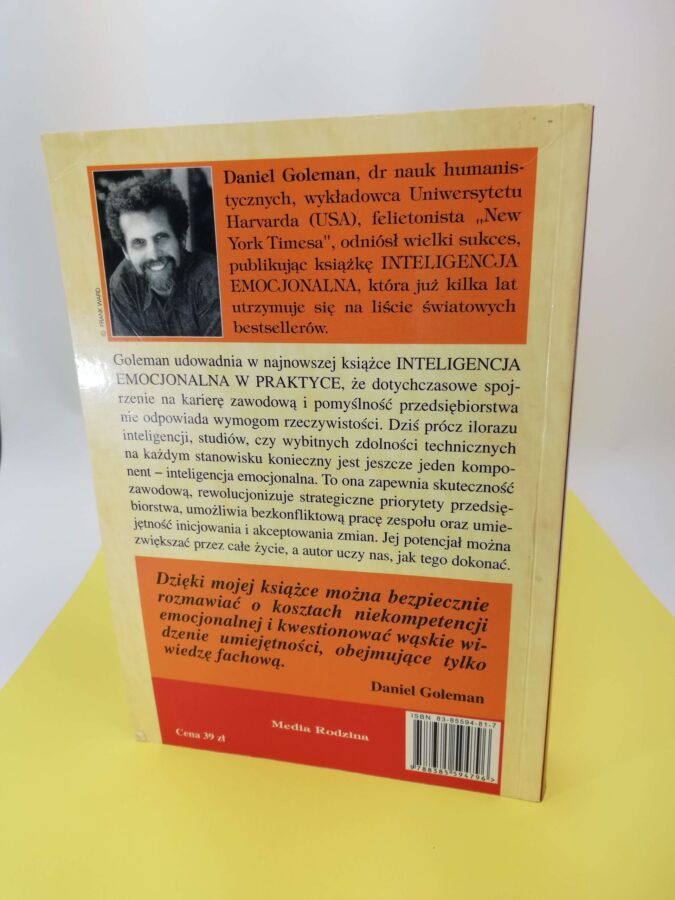 Daniel Goleman, dr nauk humanis-
tycznych, wykładowca Uniwersytetu
Harvarda (USA), felietonista „New
York Timesa", odniósł wielki sukces,
publikując książkę INTELIGENCJA
EMOCJONALNA, która już kilka lat
utrzymuje się na liście światowych
bestsellerów.
© FRANK WARD
Goleman udowadnia w najnowszej książce INTELIGENCJA
EMOCJONALNA W PRAKTYCE, że dotychczasowe spoj-
rzenie na karierę zawodową i pomyślność przedsiębiorstwa
nie odpowiada wymogom rzeczywistości. Dziś prócz ilorazu
inteligencji, studiów, czy wybitnych zdolności technicznych
na każdym stanowisku konieczny jest jeszcze jeden kompo-
nent – inteligencja emocjonalna. To ona zapewnia skuteczność
zawodową, rewolucjonizuje strategiczne priorytety przedsię-
biorstwa, umożliwia bezkonfliktową pracę zespołu oraz umie-
jętność inicjowania i akceptowania zmian. Jej potencjał można
zwiększać przez całe życie, a autor uczy nas, jak tego dokonać.
Dzięki mojej książce można bezpiecznie
rozmawiać o kosztach niekompetencji
emocjonalnej i kwestionować wąskie wi-
dzenie umiejętności, obejmujące tylko
wiedzę fachową.
Daniel Goleman
Cena 39 zł
Media Rodzina
ISBN 83-85594-81-7
9788385594796